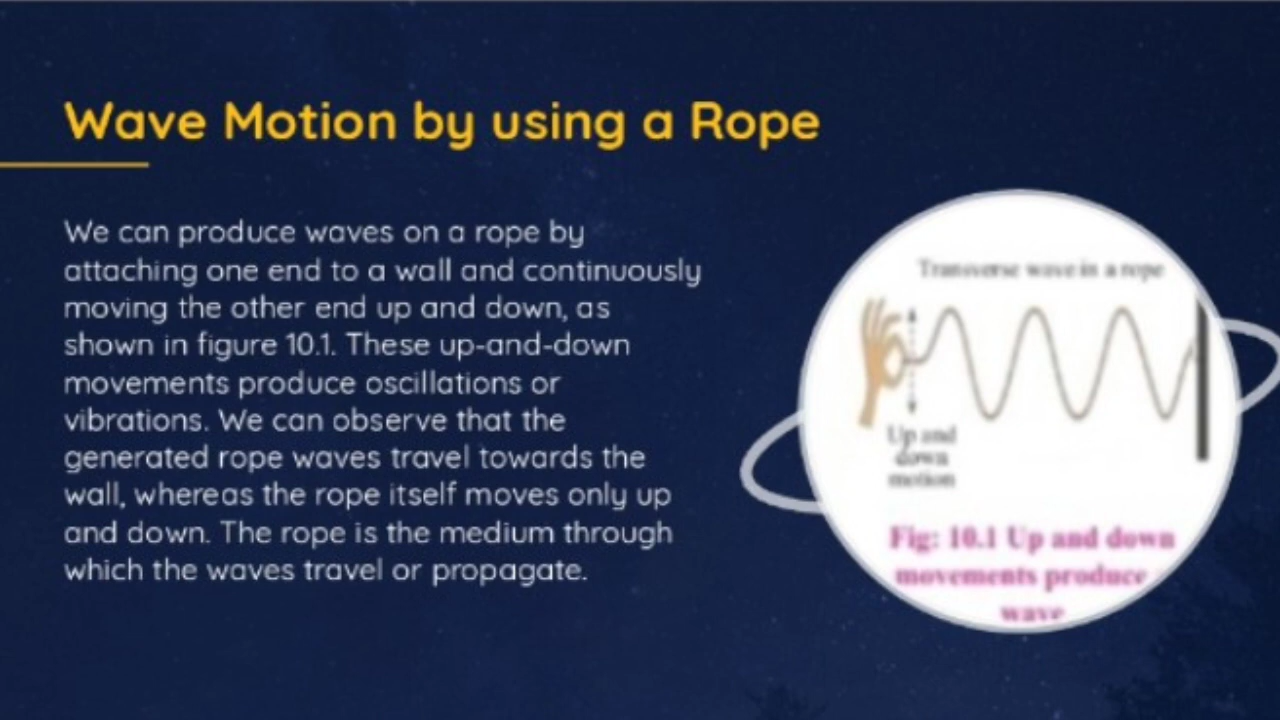 Wave Motion by using a Rope
We can produce waves on a rope by
attaching one end to a wall and continuously
moving the other end up and down, as
shown in figure 10.1. These up-and-down
movements produce oscillations or
vibrations. We can observe that the
generated rope waves travel towards the
wall, whereas the rope itself moves only up
and down. The rope is the medium through
which the waves travel or propagate.
Transverse wave in a rope
Up and
down
motion
Fig: 10.1 Up and down
movements produce
wave